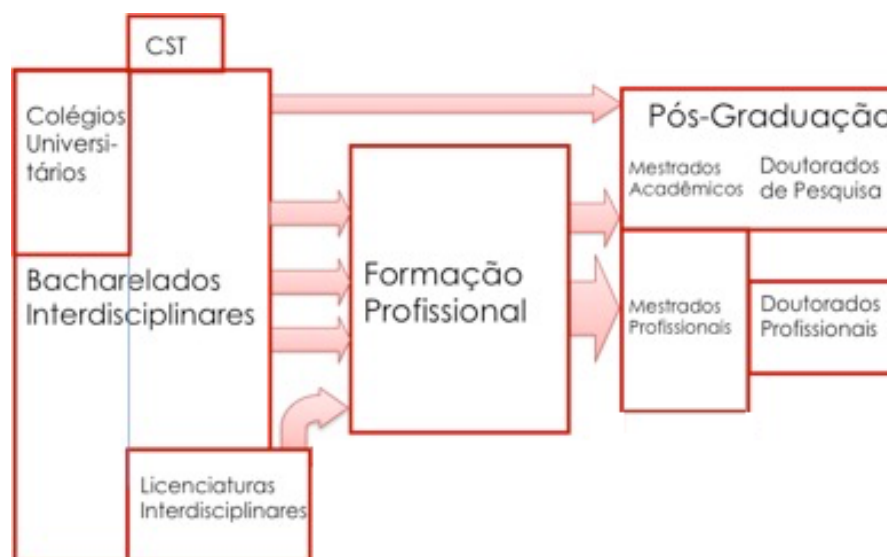 CST
Colégios
Universi-
tários
Bacharelados
Interdisciplinares
Licenciaturas
Interdisciplinares
Formação
Profissional
Pós-Graduação
Mestrados
Acadêmicos
Doutorados
de Pesquisa
Mestrados
Profissionais
Doutorados
Profissionais